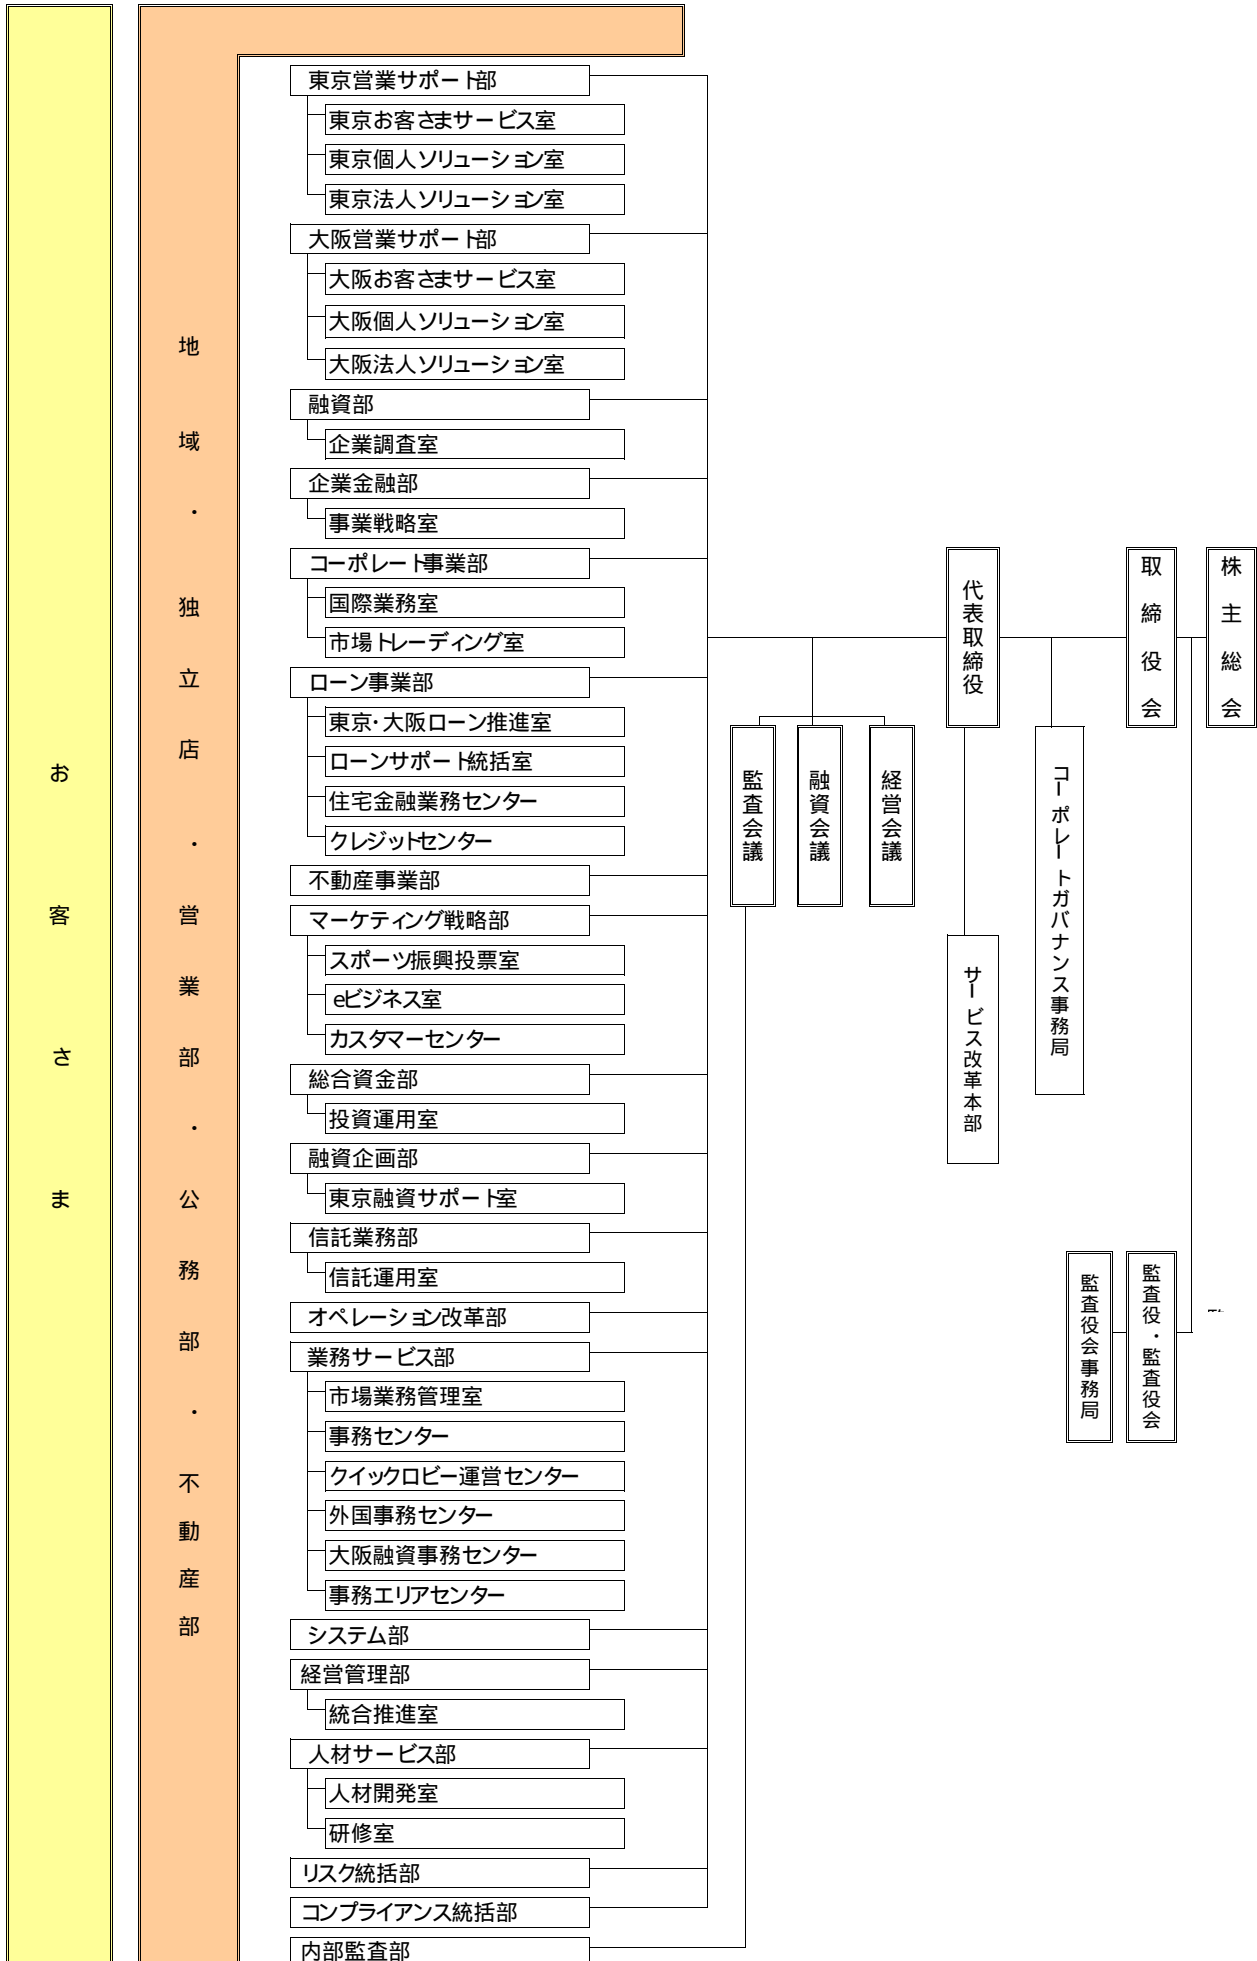 お客さま
地域・独立店・営業部・公務部・不動産部
東京営業サポート部
東京お客さまサービス室
東京個人ソリューション室
東京法人ソリューション室
大阪営業サポート部
大阪お客さまサービス室
大阪個人ソリューション室
大阪法人ソリューション室
融資部
企業調査室
企業金融部
事業戦略室
コーポレート事業部
国際業務室
市場トレーディング室
ローン事業部
東京・大阪ローン推進室
ローンサポート統括室
住宅金融業務センター
クレジットセンター
不動産事業部
マーケティング戦略部
スポーツ振興投票室
eビジネス室
カスタマーセンター
総合資金部
投資運用室
融資企画部
東京融資サポート室
信託業務部
信託運用室
オペレーション改革部
業務サービス部
市場業務管理室
事務センター
クイックロビー運営センター
外国事務センター
大阪融資事務センター
事務エリアセンター
システム部
経営管理部
統合推進室
人材サービス部
人材開発室
研修室
リスク統括部
コンプライアンス統括部
内部監査部
監査会議
融資会議
経営会議
代表取締役
サービス改革本部
コーポレートガバナンス事務局
取締役会
株主総会
監査役会事務局
監査役・監査役会